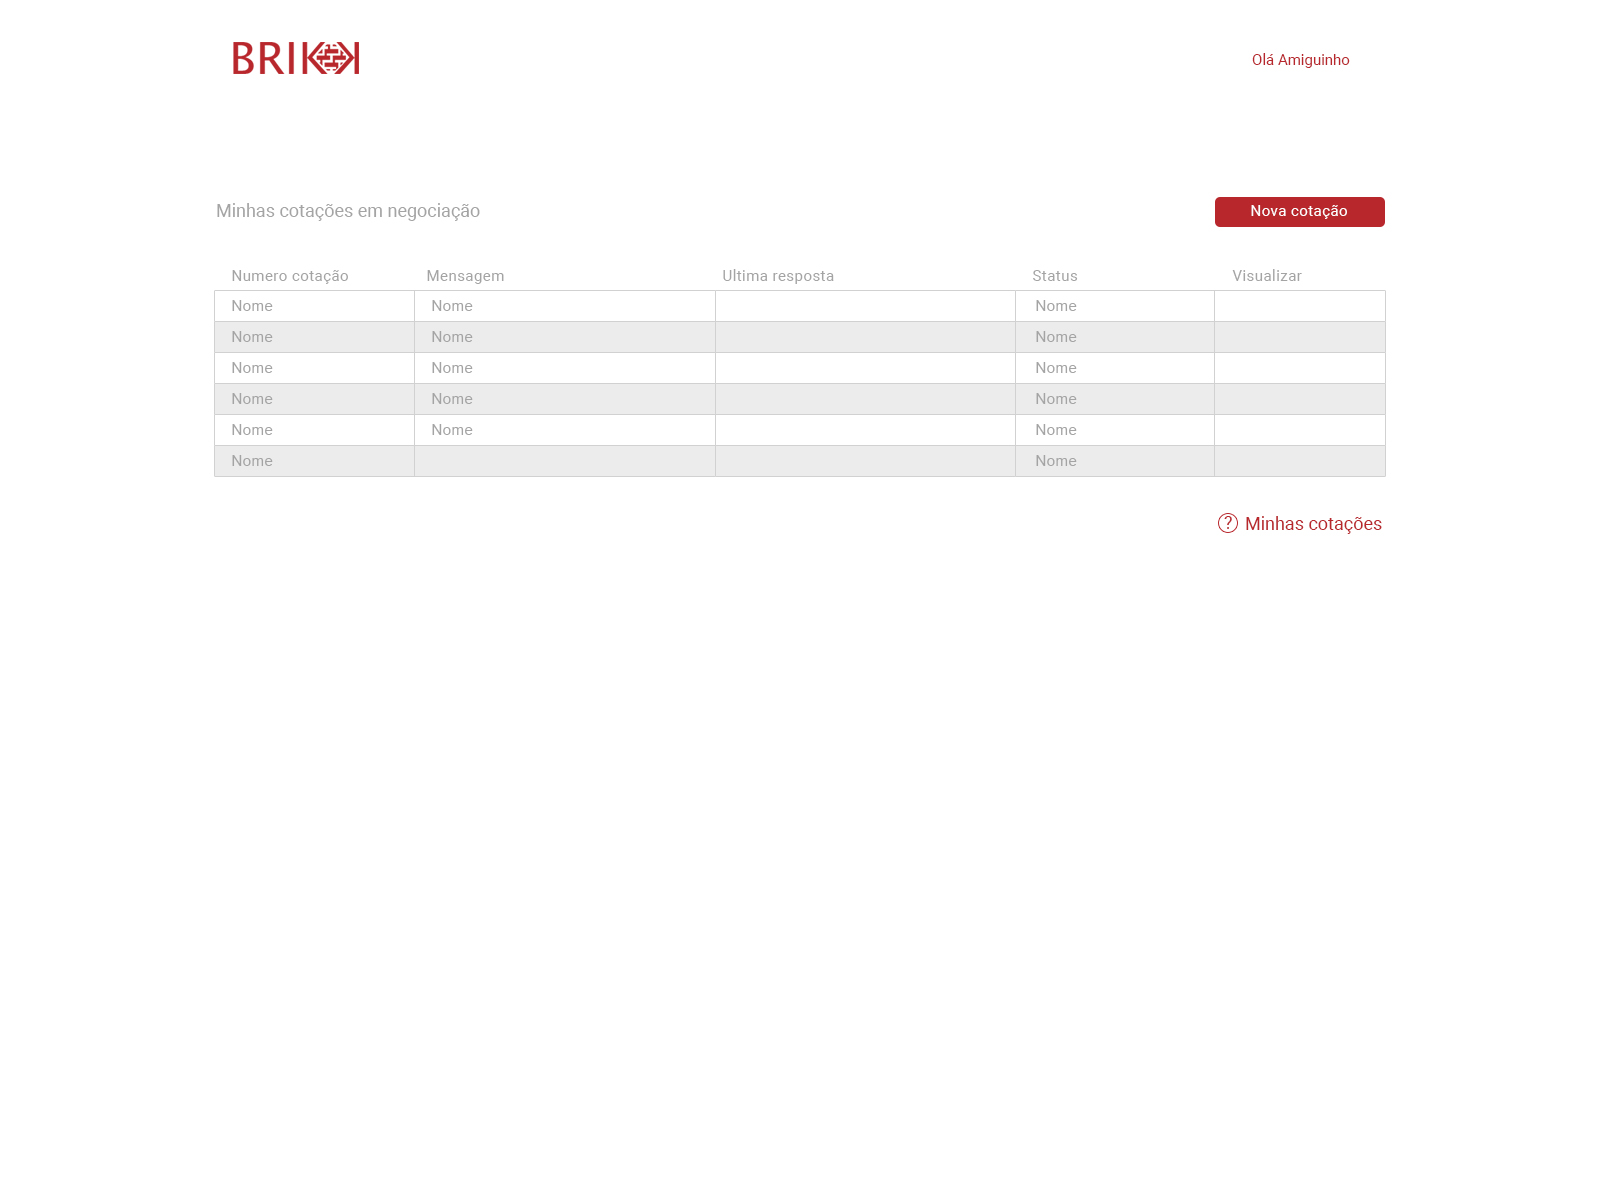 BRIKK
Olá Amiguinho
Minhas cotações em negociação
Nova cotação
Numero cotação Mensagem Ultima resposta Status Visualizar
Nome Nome Nome
Nome Nome Nome
Nome Nome Nome
Nome Nome Nome
Nome Nome Nome
Nome Nome
? Minhas cotações